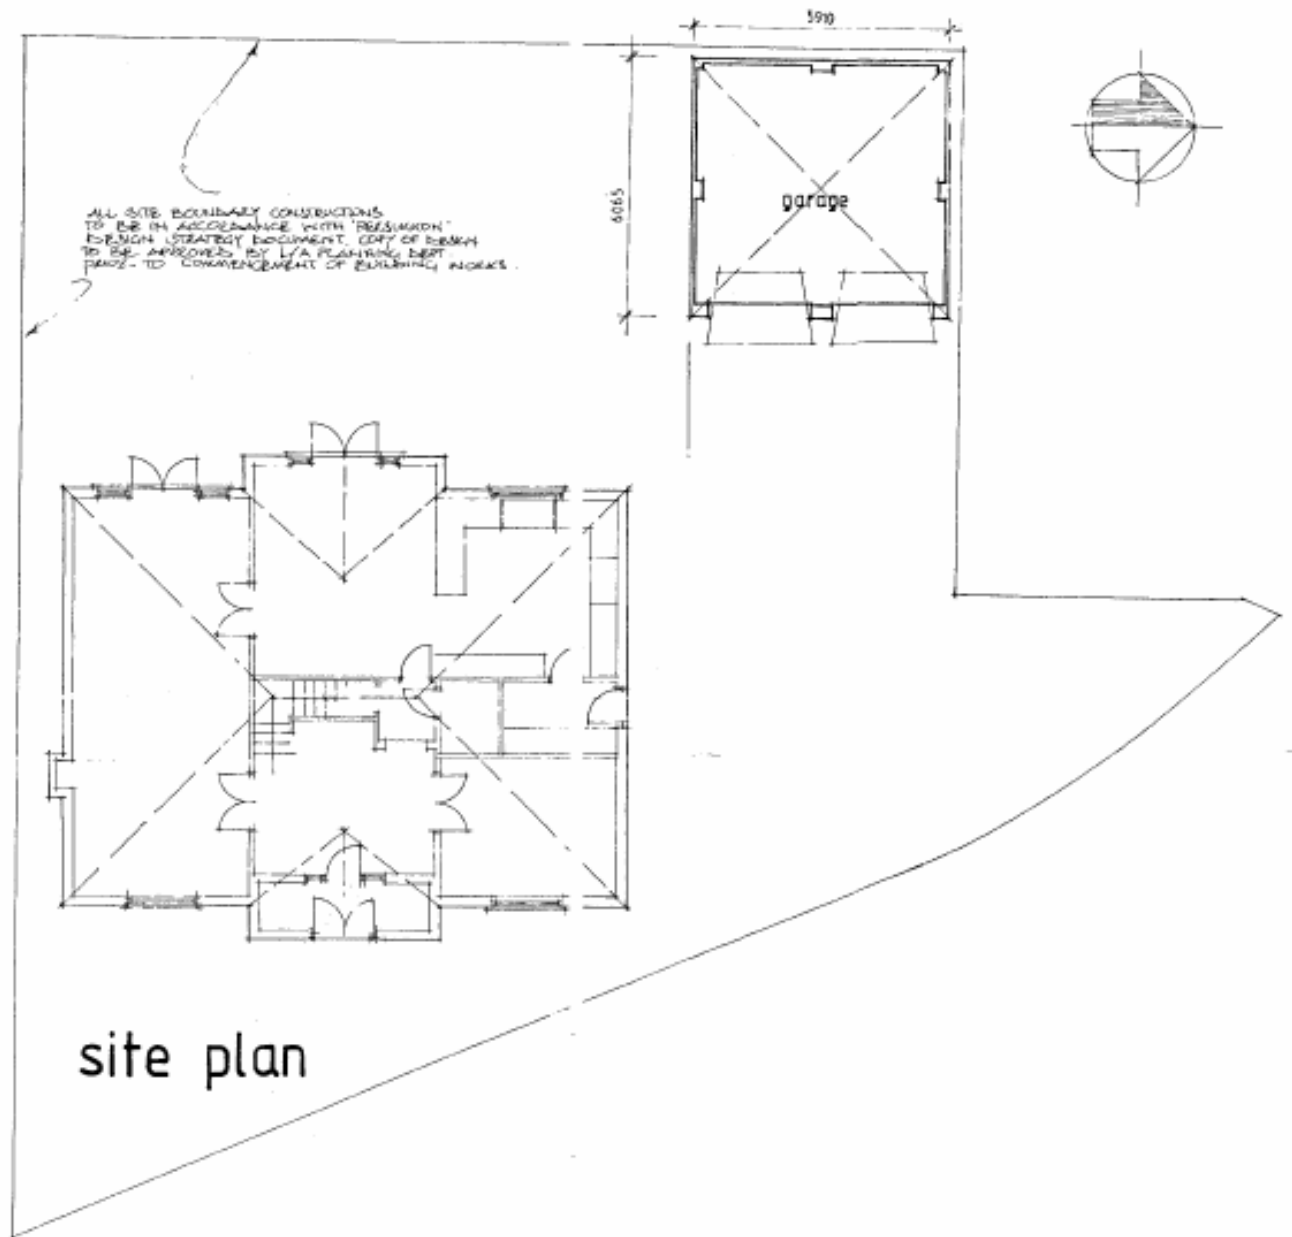 5910
6065
garage
ALL SITE BOUNDARY CONSTRUCTIONS
TO BE IN ACCORDANCE WITH "PERSIMMON"
DESIGN STRATEGY DOCUMENT. COPY OF DESIGN
TO BE APPROVED BY L/A PLANNING DEPT.
PRIOR TO COMMENCEMENT OF BUILDING WORKS.
site plan